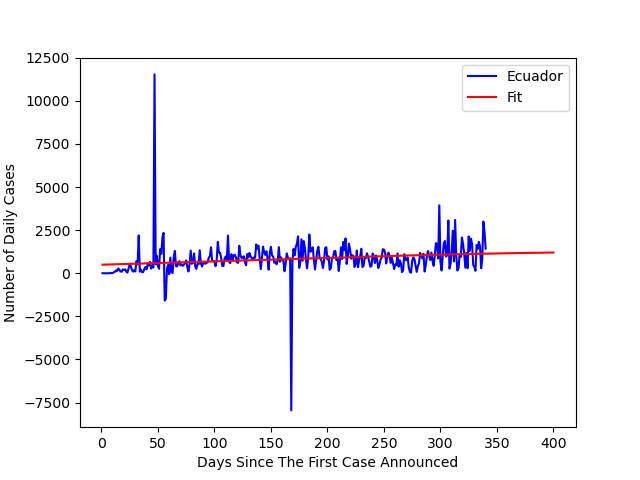 12500
10000
7500
5000
2500
0
−2500
−5000
−7500
Number of Daily Cases
Ecuador
Fit
0 50 100 150 200 250 300 350 400
Days Since The First Case Announced